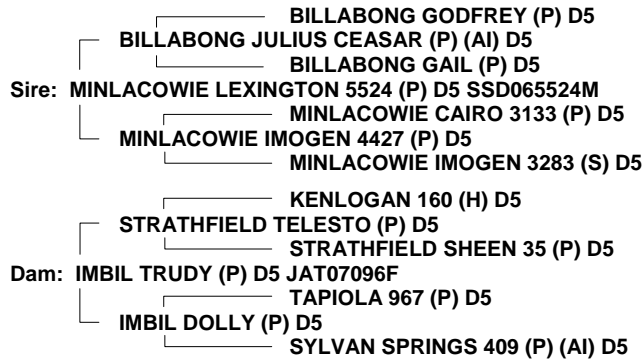 BILLABONG GODFREY (P) D5
BILLABONG JULIUS CEASAR (P) (AI) D5
BILLABONG GAIL (P) D5
Sire: MINLACOWIE LEXINGTON 5524 (P) D5 SSD065524M
MINLACOWIE CAIRO 3133 (P) D5
MINLACOWIE IMOGEN 4427 (P) D5
MINLACOWIE IMOGEN 3283 (S) D5
KENLOGAN 160 (H) D5
STRATHFIELD TELESTO (P) D5
STRATHFIELD SHEEN 35 (P) D5
Dam: IMBIL TRUDY (P) D5 JAT07096F
TAPIOLA 967 (P) D5
IMBIL DOLLY (P) D5
SYLVAN SPRINGS 409 (P) (AI) D5